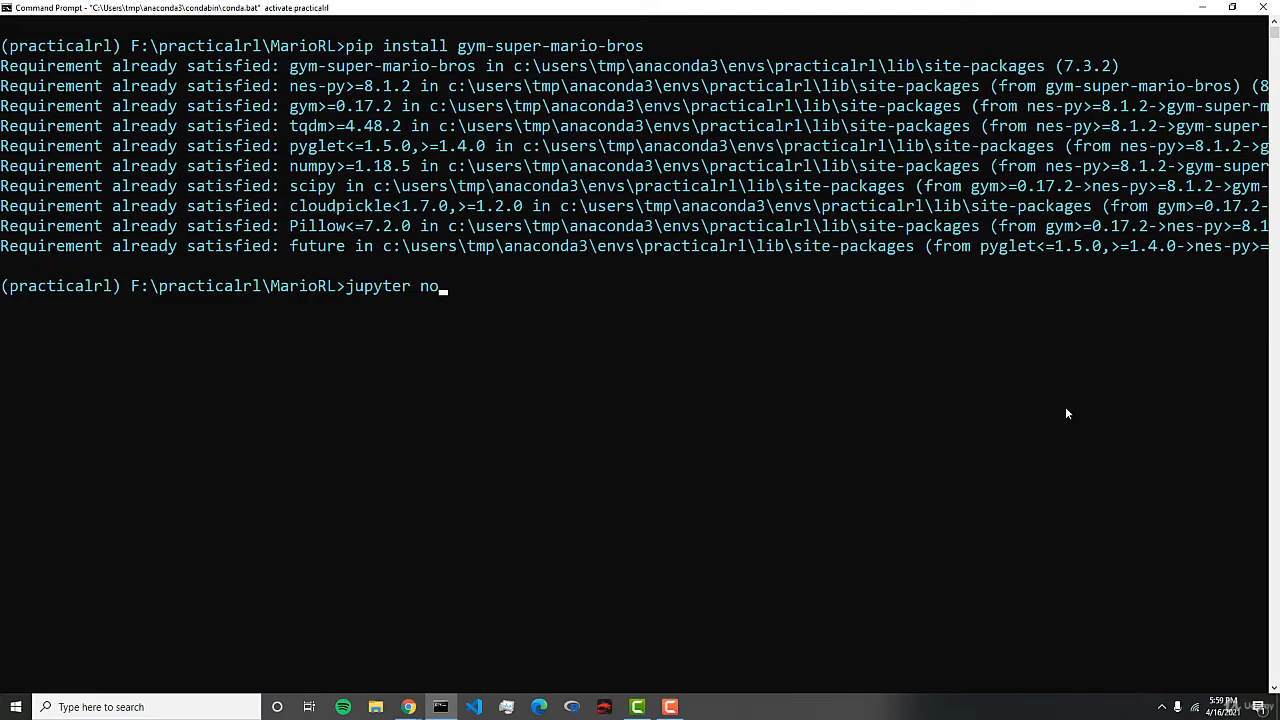 Command Prompt - "C:\Users\tmp\anaconda3\condabin\conda.bat" activate practicalrl
(practicalrl) F:\practicalrl\MarioRL>pip install gym-super-mario-bros
Requirement already satisfied: gym-super-mario-bros in c:\users\tmp\anaconda3\envs\practicalrl\lib\site-packages (7.3.2)
Requirement already satisfied: nes-py>=8.1.2 in c:\users\tmp\anaconda3\envs\practicalrl\lib\site-packages (from gym-super-mario-bros) (8
Requirement already satisfied: gym>=0.17.2 in c:\users\tmp\anaconda3\envs\practicalrl\lib\site-packages (from nes-py>=8.1.2->gym-super-m
Requirement already satisfied: tqdm>=4.48.2 in c:\users\tmp\anaconda3\envs\practicalrl\lib\site-packages (from nes-py>=8.1.2->gym-super-
Requirement already satisfied: pyglet<=1.5.0,>=1.4.0 in c:\users\tmp\anaconda3\envs\practicalrl\lib\site-packages (from nes-py>=8.1.2->g
Requirement already satisfied: numpy>=1.18.5 in c:\users\tmp\anaconda3\envs\practicalrl\lib\site-packages (from nes-py>=8.1.2->gym-super
Requirement already satisfied: scipy in c:\users\tmp\anaconda3\envs\practicalrl\lib\site-packages (from gym>=0.17.2->nes-py>=8.1.2->gym-
Requirement already satisfied: cloudpickle<1.7.0,>=1.2.0 in c:\users\tmp\anaconda3\envs\practicalrl\lib\site-packages (from gym>=0.17.2-
Requirement already satisfied: Pillow<=7.2.0 in c:\users\tmp\anaconda3\envs\practicalrl\lib\site-packages (from gym>=0.17.2->nes-py>=8.1
Requirement already satisfied: future in c:\users\tmp\anaconda3\envs\practicalrl\lib\site-packages (from pyglet<=1.5.0,>=1.4.0->nes-py>=
(practicalrl) F:\practicalrl\MarioRL>jupyter no
Type here to search
5:59 PM
4/16/2021
Udemy